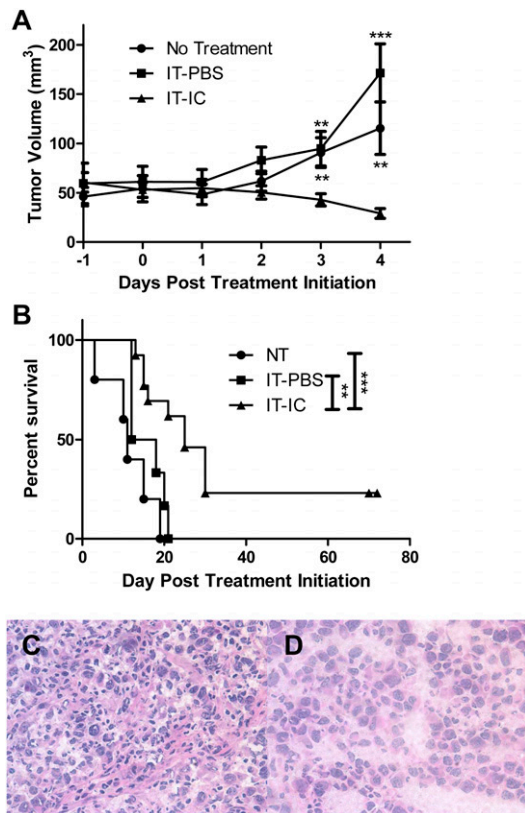 A
Tumor Volume (mm³)
200
150
100
50
0
No Treatment
IT-PBS
IT-IC
***
**
**
**
-1 0 1 2 3 4
Days Post Treatment Initiation
B
Percent survival
100
50
0
NT
IT-PBS
IT-IC
**
***
0 20 40 60 80
Day Post Treatment Initiation
C D